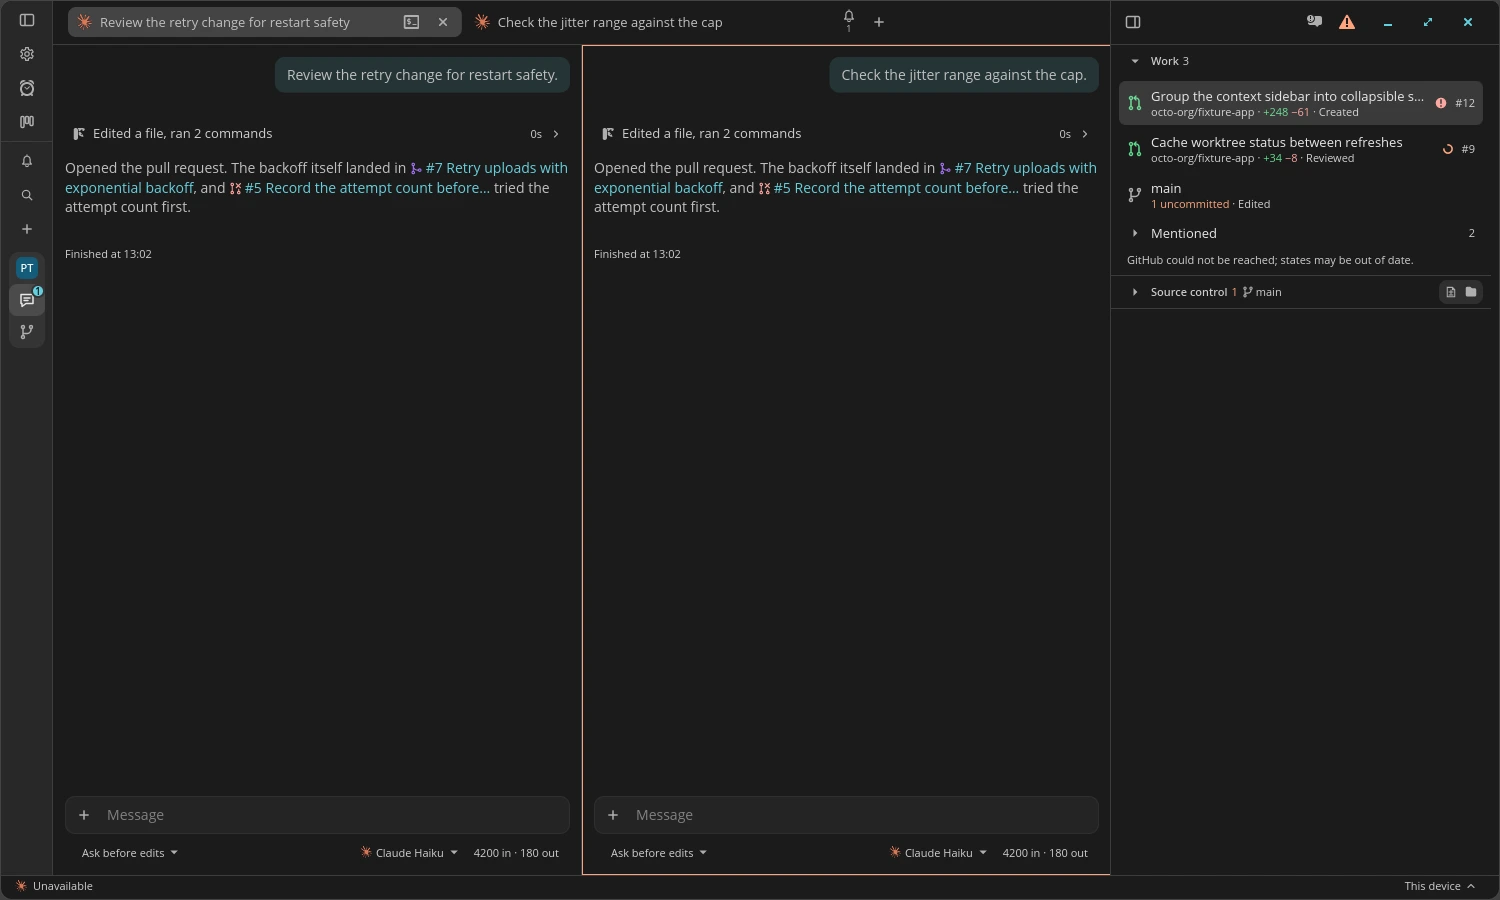 Review the retry change for restart safety
Check the jitter range against the cap
1
Review the retry change for restart safety.
Edited a file, ran 2 commands
0s
Opened the pull request. The backoff itself landed in #7 Retry uploads with
exponential backoff, and #5 Record the attempt count before... tried the
attempt count first.
Finished at 13:02
Message
Ask before edits
Claude Haiku
4200 in · 180 out
Check the jitter range against the cap.
Edited a file, ran 2 commands
0s
Opened the pull request. The backoff itself landed in #7 Retry uploads with
exponential backoff, and #5 Record the attempt count before... tried the
attempt count first.
Finished at 13:02
Message
Ask before edits
Claude Haiku
4200 in · 180 out
Work 3
Group the context sidebar into collapsible s... #12
octo-org/fixture-app · +248 −61 · Created
Cache worktree status between refreshes #9
octo-org/fixture-app · +34 −8 · Reviewed
main
1 uncommitted · Edited
Mentioned 2
GitHub could not be reached; states may be out of date.
Source control 1 main
PT
1
Unavailable
This device